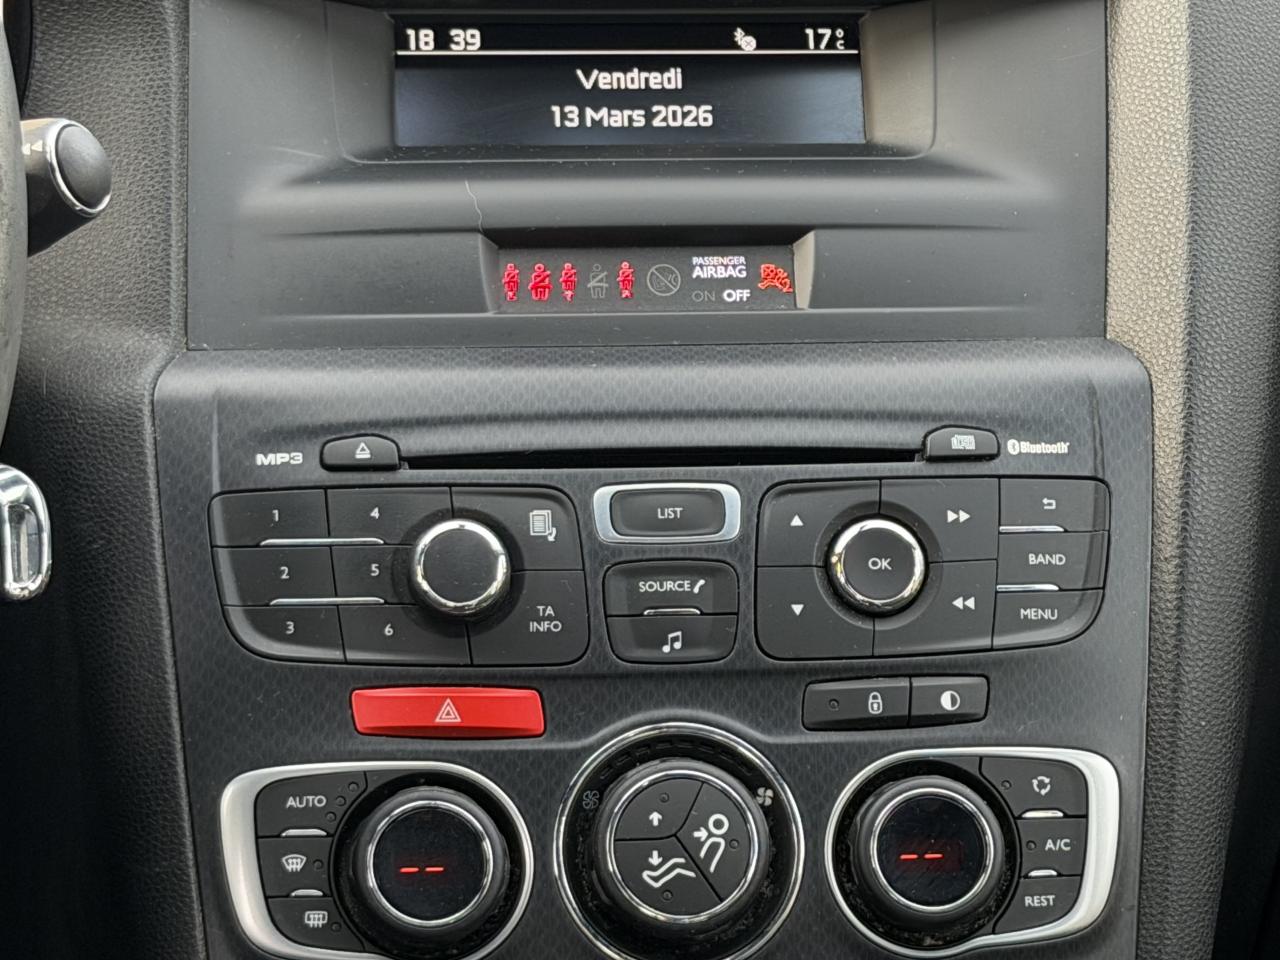 18 39 17°C
Vendredi
13 Mars 2026
PASSENGER
AIRBAG
ON OFF
MP3
Bluetooth
1 4
2 5
3 6
TA
INFO
LIST
SOURCE
OK
BAND
MENU
AUTO
A/C
REST
-- --